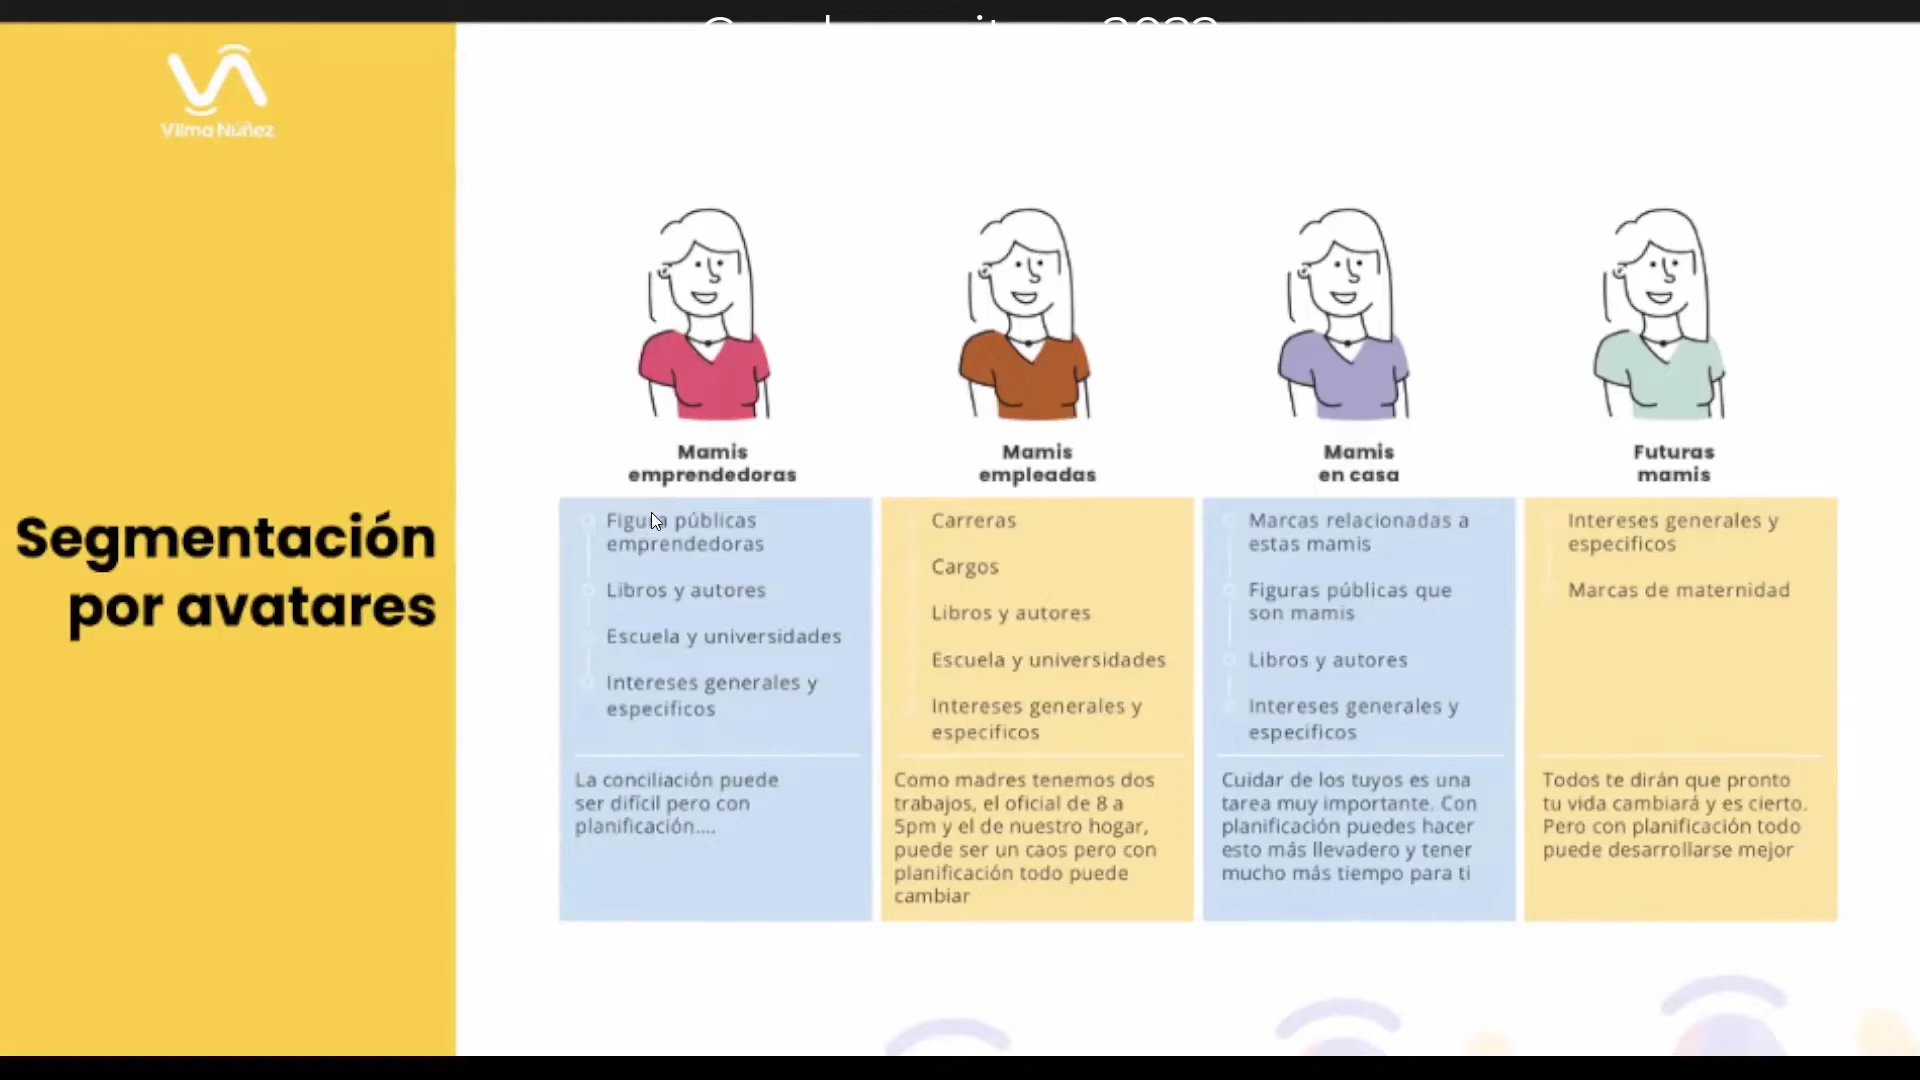 2023
Vilma Núñez
Segmentación
por avatares
Mamis
emprendedoras
Figura públicas
emprendedoras
Libros y autores
Escuela y universidades
Intereses generales y
especificos
La conciliación puede
ser difícil pero con
planificación....
Mamis
empleadas
Carreras
Cargos
Libros y autores
Escuela y universidades
Intereses generales y
especificos
Como madres tenemos dos
trabajos, el oficial de 8 a
5pm y el de nuestro hogar,
puede ser un caos pero con
planificación todo puede
cambiar
Mamis
en casa
Marcas relacionadas a
estas mamis
Figuras públicas que
son mamis
Libros y autores
Intereses generales y
especificos
Cuidar de los tuyos es una
tarea muy importante. Con
planificación puedes hacer
esto más llevadero y tener
mucho más tiempo para ti
Futuras
mamis
Intereses generales y
especificos
Marcas de maternidad
Todos te dirán que pronto
tu vida cambiará y es cierto.
Pero con planificación todo
puede desarrollarse mejor